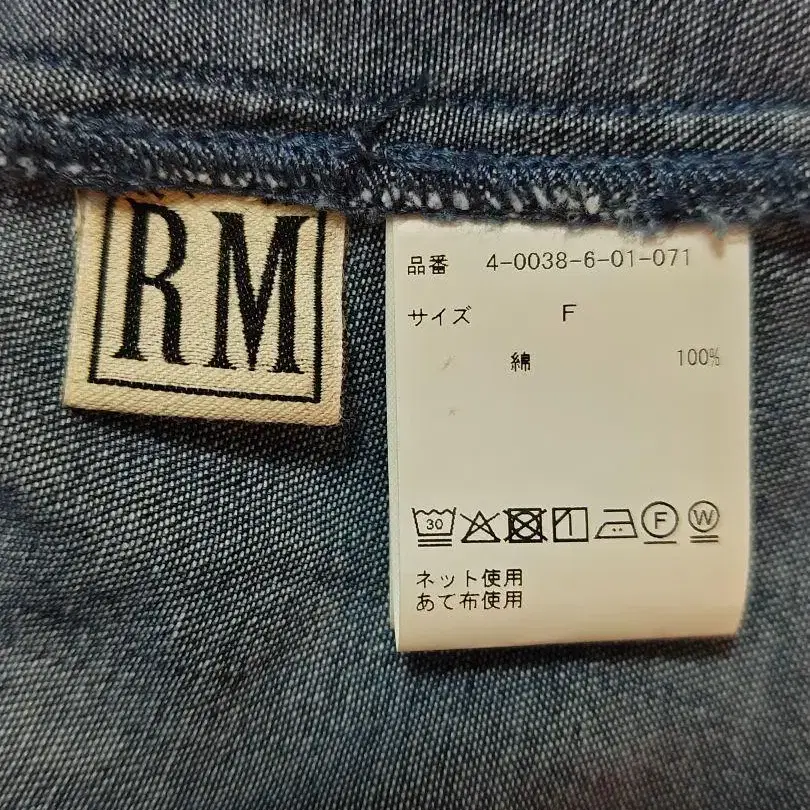 RM
品番 4-0038-6-01-071
サイズ F
綿 100%
30 F W
ネット使用
あて布使用